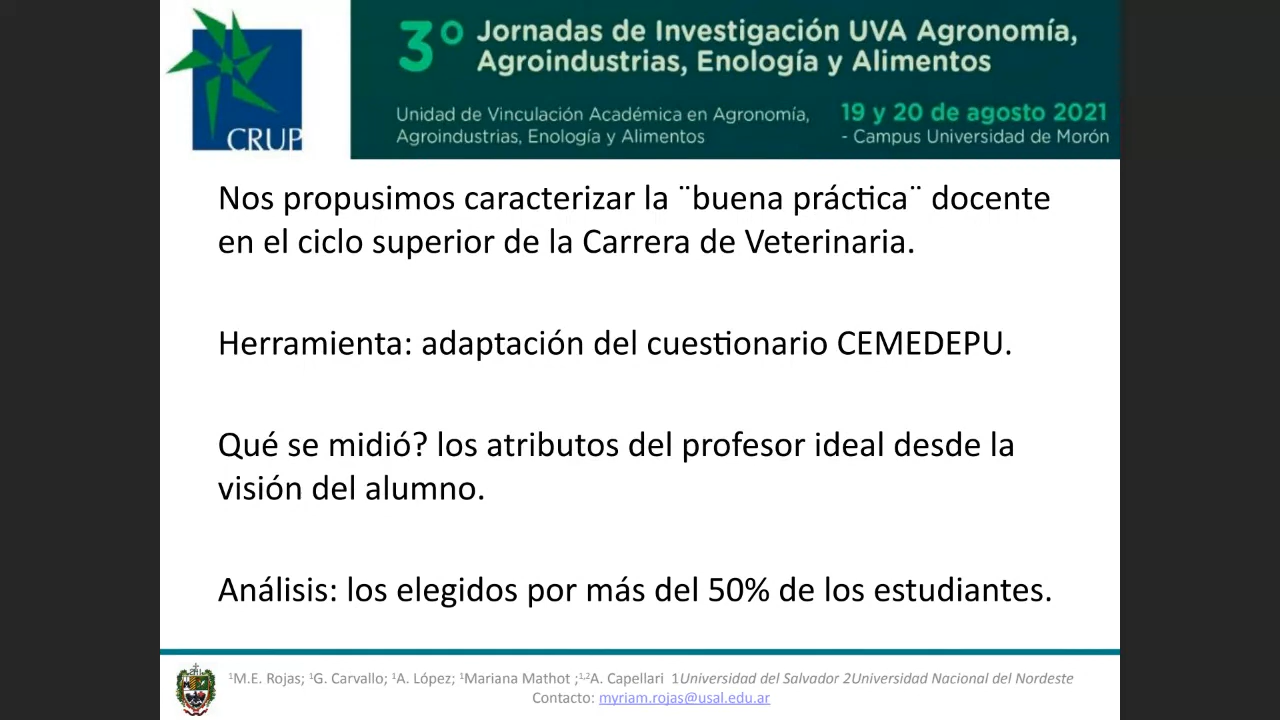 CRUP
3º Jornadas de Investigación UVA Agronomía,
Agroindustrias, Enología y Alimentos
Unidad de Vinculación Académica en Agronomía,
Agroindustrias, Enología y Alimentos
19 y 20 de agosto 2021
- Campus Universidad de Morón
Nos propusimos caracterizar la ¨buena práctica¨ docente
en el ciclo superior de la Carrera de Veterinaria.
Herramienta: adaptación del cuestionario CEMEDEPU.
Qué se midió? los atributos del profesor ideal desde la
visión del alumno.
Análisis: los elegidos por más del 50% de los estudiantes.
¹M.E. Rojas; ¹G. Carvallo; ¹A. López; ¹Mariana Mathot ;¹,²A. Capellari 1Universidad del Salvador 2Universidad Nacional del Nordeste
Contacto: myriam.rojas@usal.edu.ar